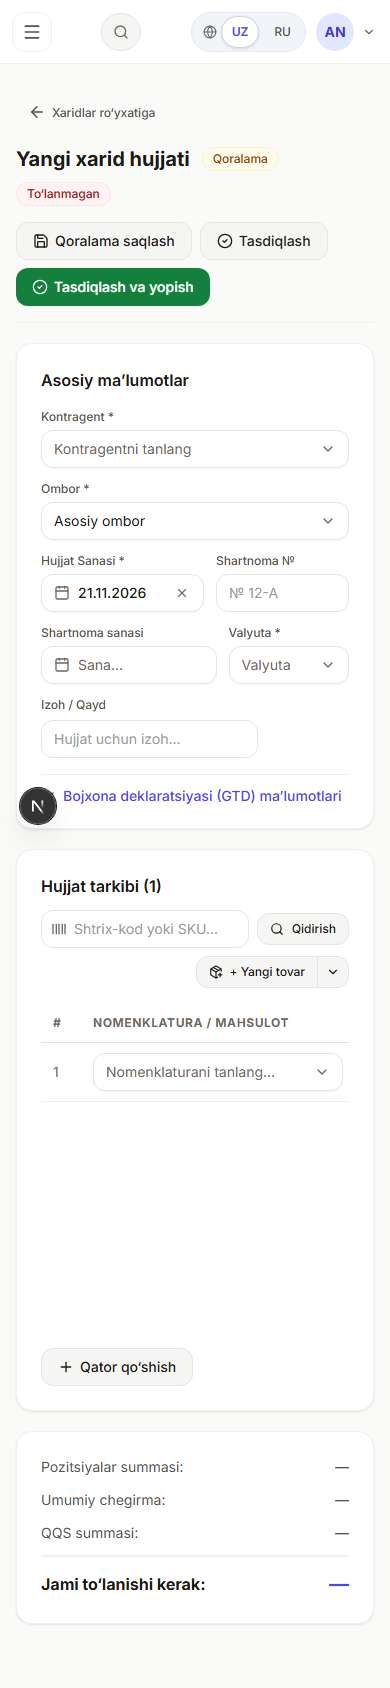 UZ RU AN
Xaridlar ro‘yxatiga
Yangi xarid hujjati Qoralama
To‘lanmagan
Qoralama saqlash Tasdiqlash
Tasdiqlash va yopish
Asosiy ma’lumotlar
Kontragent *
Kontragentni tanlang
Ombor *
Asosiy ombor
Hujjat Sanasi * Shartnoma №
21.11.2026 № 12-A
Shartnoma sanasi Valyuta *
Sana... Valyuta
Izoh / Qayd
Hujjat uchun izoh...
N Bojxona deklaratsiyasi (GTD) ma’lumotlari
Hujjat tarkibi (1)
Shtrix-kod yoki SKU... Qidirish
+ Yangi tovar
# NOMENKLATURA / MAHSULOT
1 Nomenklaturani tanlang...
Qator qo‘shish
Pozitsiyalar summasi: —
Umumiy chegirma: —
QQS summasi: —
Jami to‘lanishi kerak: —